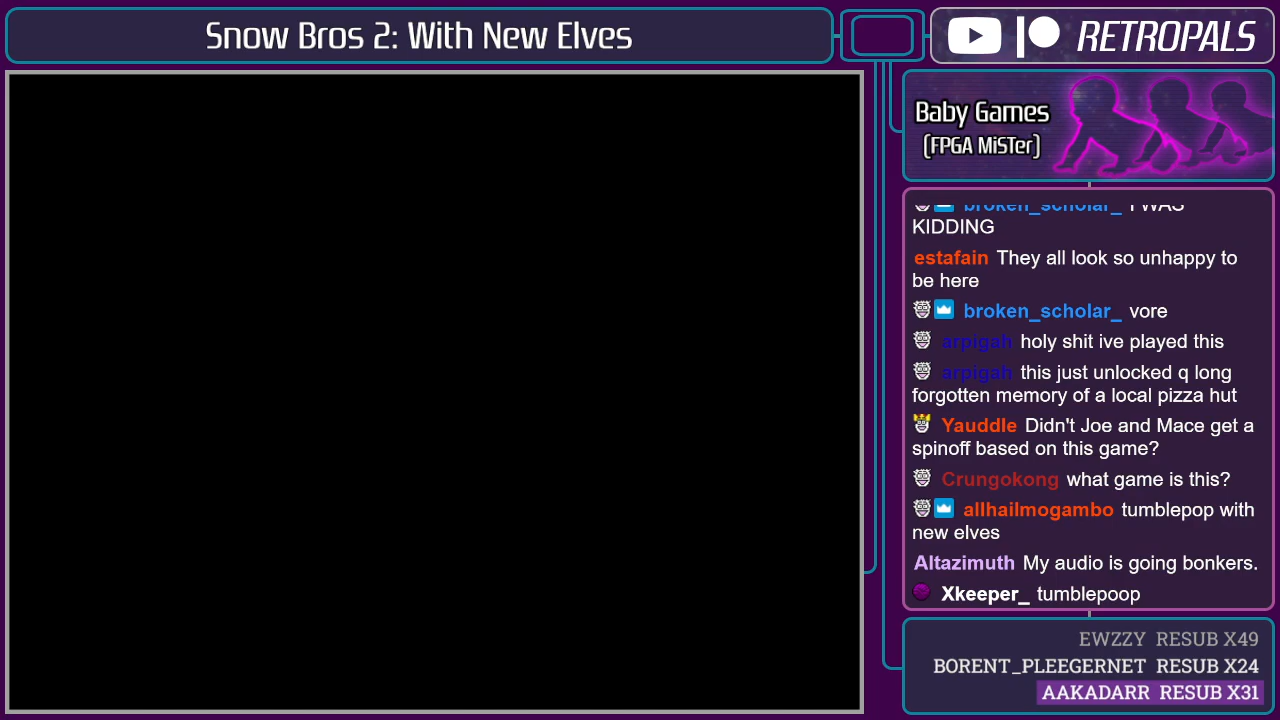 Snow Bros 2: With New Elves
RETROPALS
Baby Games
(FPGA MiSTer)
broken_scholar_ I WAS
KIDDING
estafain They all look so unhappy to
be here
broken_scholar_ vore
arpigah holy shit ive played this
arpigah this just unlocked q long
forgotten memory of a local pizza hut
Yauddle Didn't Joe and Mace get a
spinoff based on this game?
Crungokong what game is this?
allhailmogambo tumblepop with
new elves
Altazimuth My audio is going bonkers.
Xkeeper_ tumblepoop
EWZZY RESUB X49
BORENT_PLEEGERNET RESUB X24
AAKADARR RESUB X31